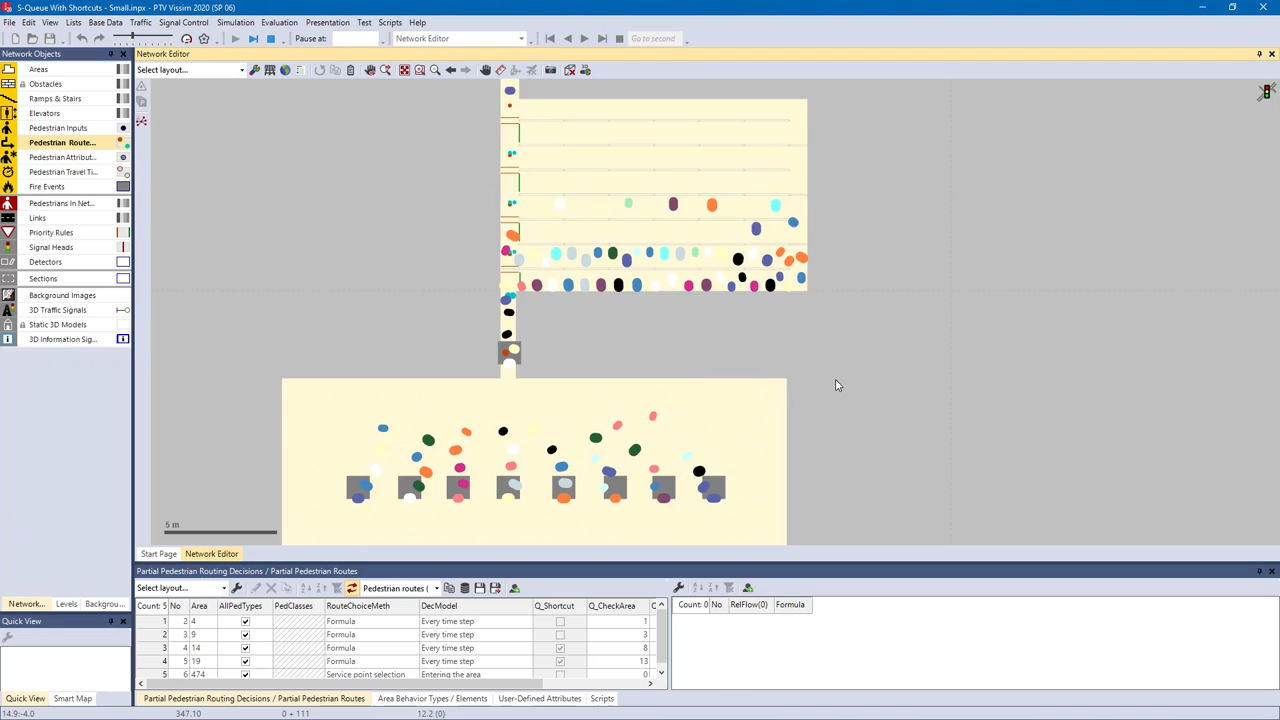 S-Queue With Shortcuts - Small.inpx - PTV Vissim 2020 (SP 06)
File Edit View Lists Base Data Traffic Signal Control Simulation Evaluation Presentation Test Scripts Help
Pause at: Network Editor Go to second
Network Objects
Network Editor
Select layout...
Areas
Obstacles
Ramps & Stairs
Elevators
Pedestrian Inputs
Pedestrian Route...
Pedestrian Attribut...
Pedestrian Travel Ti...
Fire Events
Pedestrians In Net...
Links
Priority Rules
Signal Heads
Detectors
Sections
Background Images
3D Traffic Signals
Static 3D Models
3D Information Sig...
5 m
Start Page Network Editor
Partial Pedestrian Routing Decisions / Partial Pedestrian Routes
Select layout... Pedestrian routes (
Network... Levels Backgrou...
Count: 5 No Area AllPedTypes PedClasses RouteChoiceMeth DecModel Q_Shortcut Q_CheckArea
Count: 0 No RelFlow(0) Formula
1 2 4 Formula Every time step 1
2 3 9 Formula Every time step 3
3 4 14 Formula Every time step 8
4 5 19 Formula Every time step 13
5 6 474 Service point selection Entering the area 0
Quick View
Quick View Smart Map
Partial Pedestrian Routing Decisions / Partial Pedestrian Routes Area Behavior Types / Elements User-Defined Attributes Scripts
14.9:-4.0 347.10 0 + 111 12.2 (0)